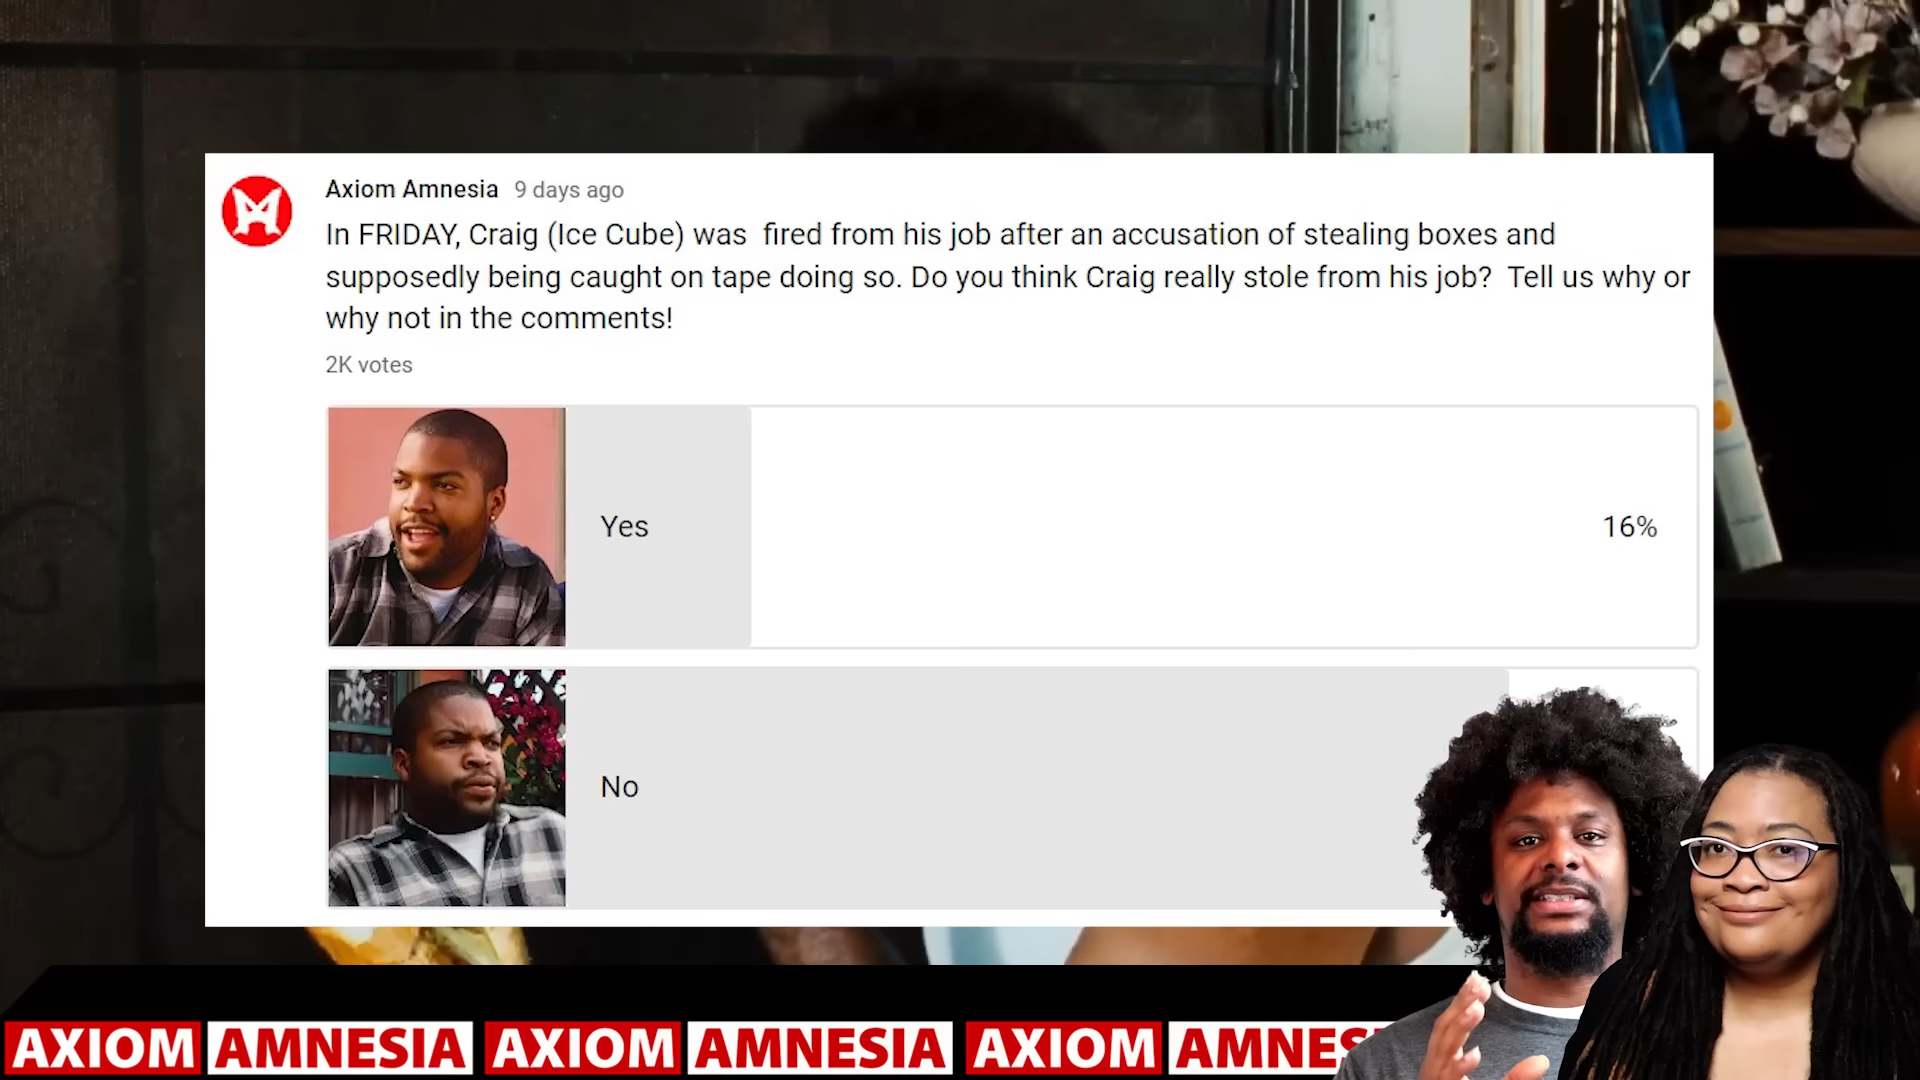 Axiom Amnesia 9 days ago
In FRIDAY, Craig (Ice Cube) was  fired from his job after an accusation of stealing boxes and
supposedly being caught on tape doing so. Do you think Craig really stole from his job?  Tell us why or
why not in the comments!
2K votes
Yes 16%
No
AXIOM AMNESIA AXIOM AMNESIA AXIOM AMNES